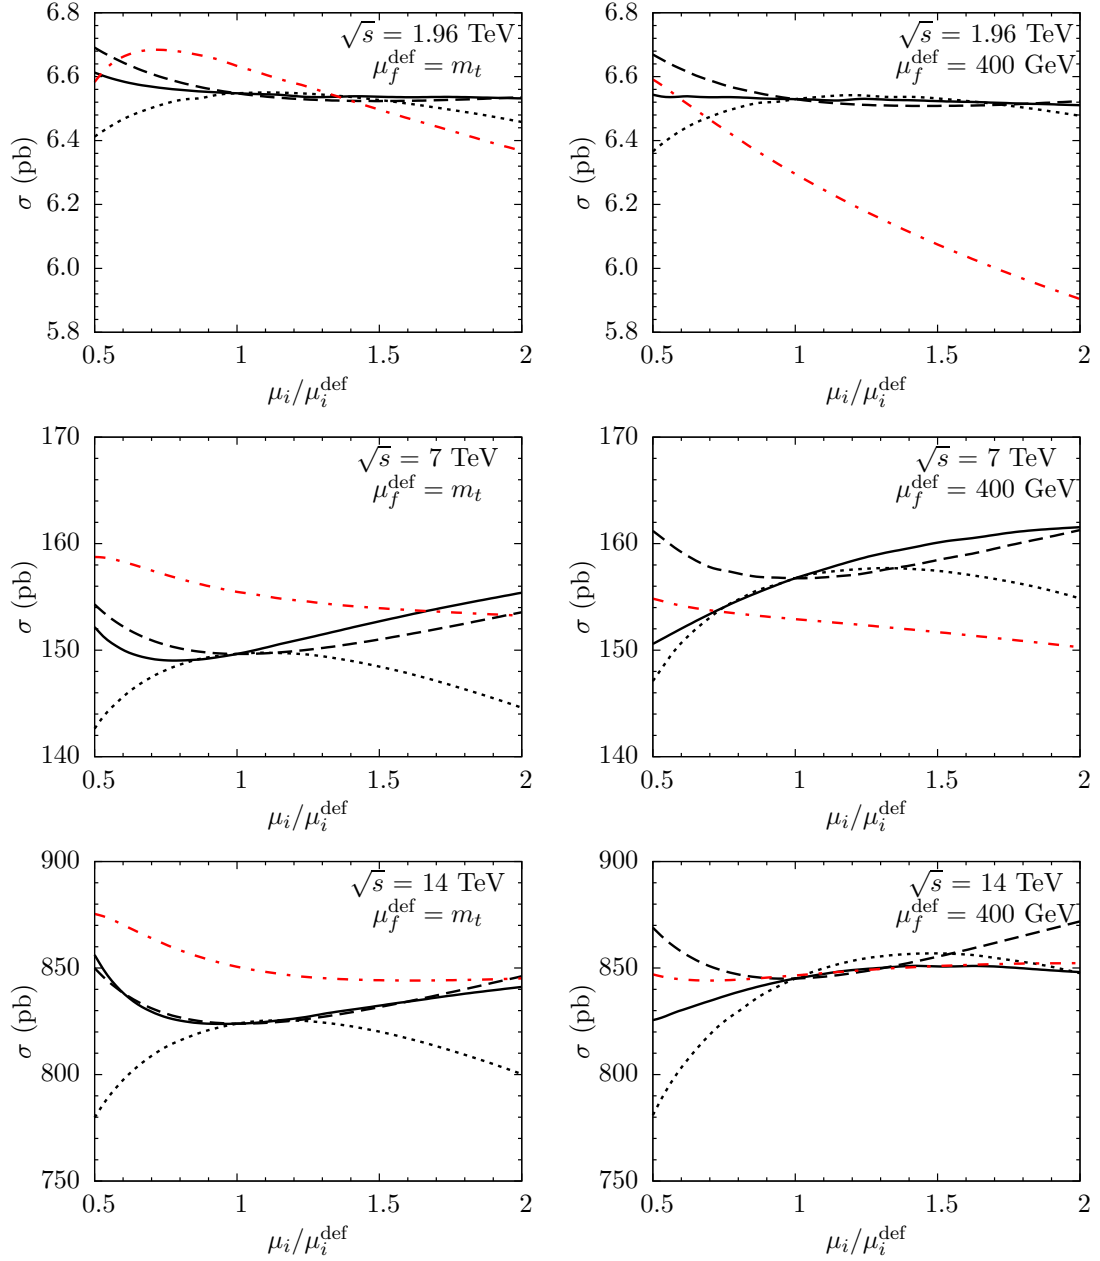 √s = 1.96 TeV
μ_f^def = m_t
σ (pb)
6.8
6.6
6.4
6.2
6.0
5.8
0.5 1 1.5 2
μ_i/μ_i^def
√s = 1.96 TeV
μ_f^def = 400 GeV
σ (pb)
6.8
6.6
6.4
6.2
6.0
5.8
0.5 1 1.5 2
μ_i/μ_i^def
√s = 7 TeV
μ_f^def = m_t
σ (pb)
170
160
150
140
0.5 1 1.5 2
μ_i/μ_i^def
√s = 7 TeV
μ_f^def = 400 GeV
σ (pb)
170
160
150
140
0.5 1 1.5 2
μ_i/μ_i^def
√s = 14 TeV
μ_f^def = m_t
σ (pb)
900
850
800
750
0.5 1 1.5 2
μ_i/μ_i^def
√s = 14 TeV
μ_f^def = 400 GeV
σ (pb)
900
850
800
750
0.5 1 1.5 2
μ_i/μ_i^def